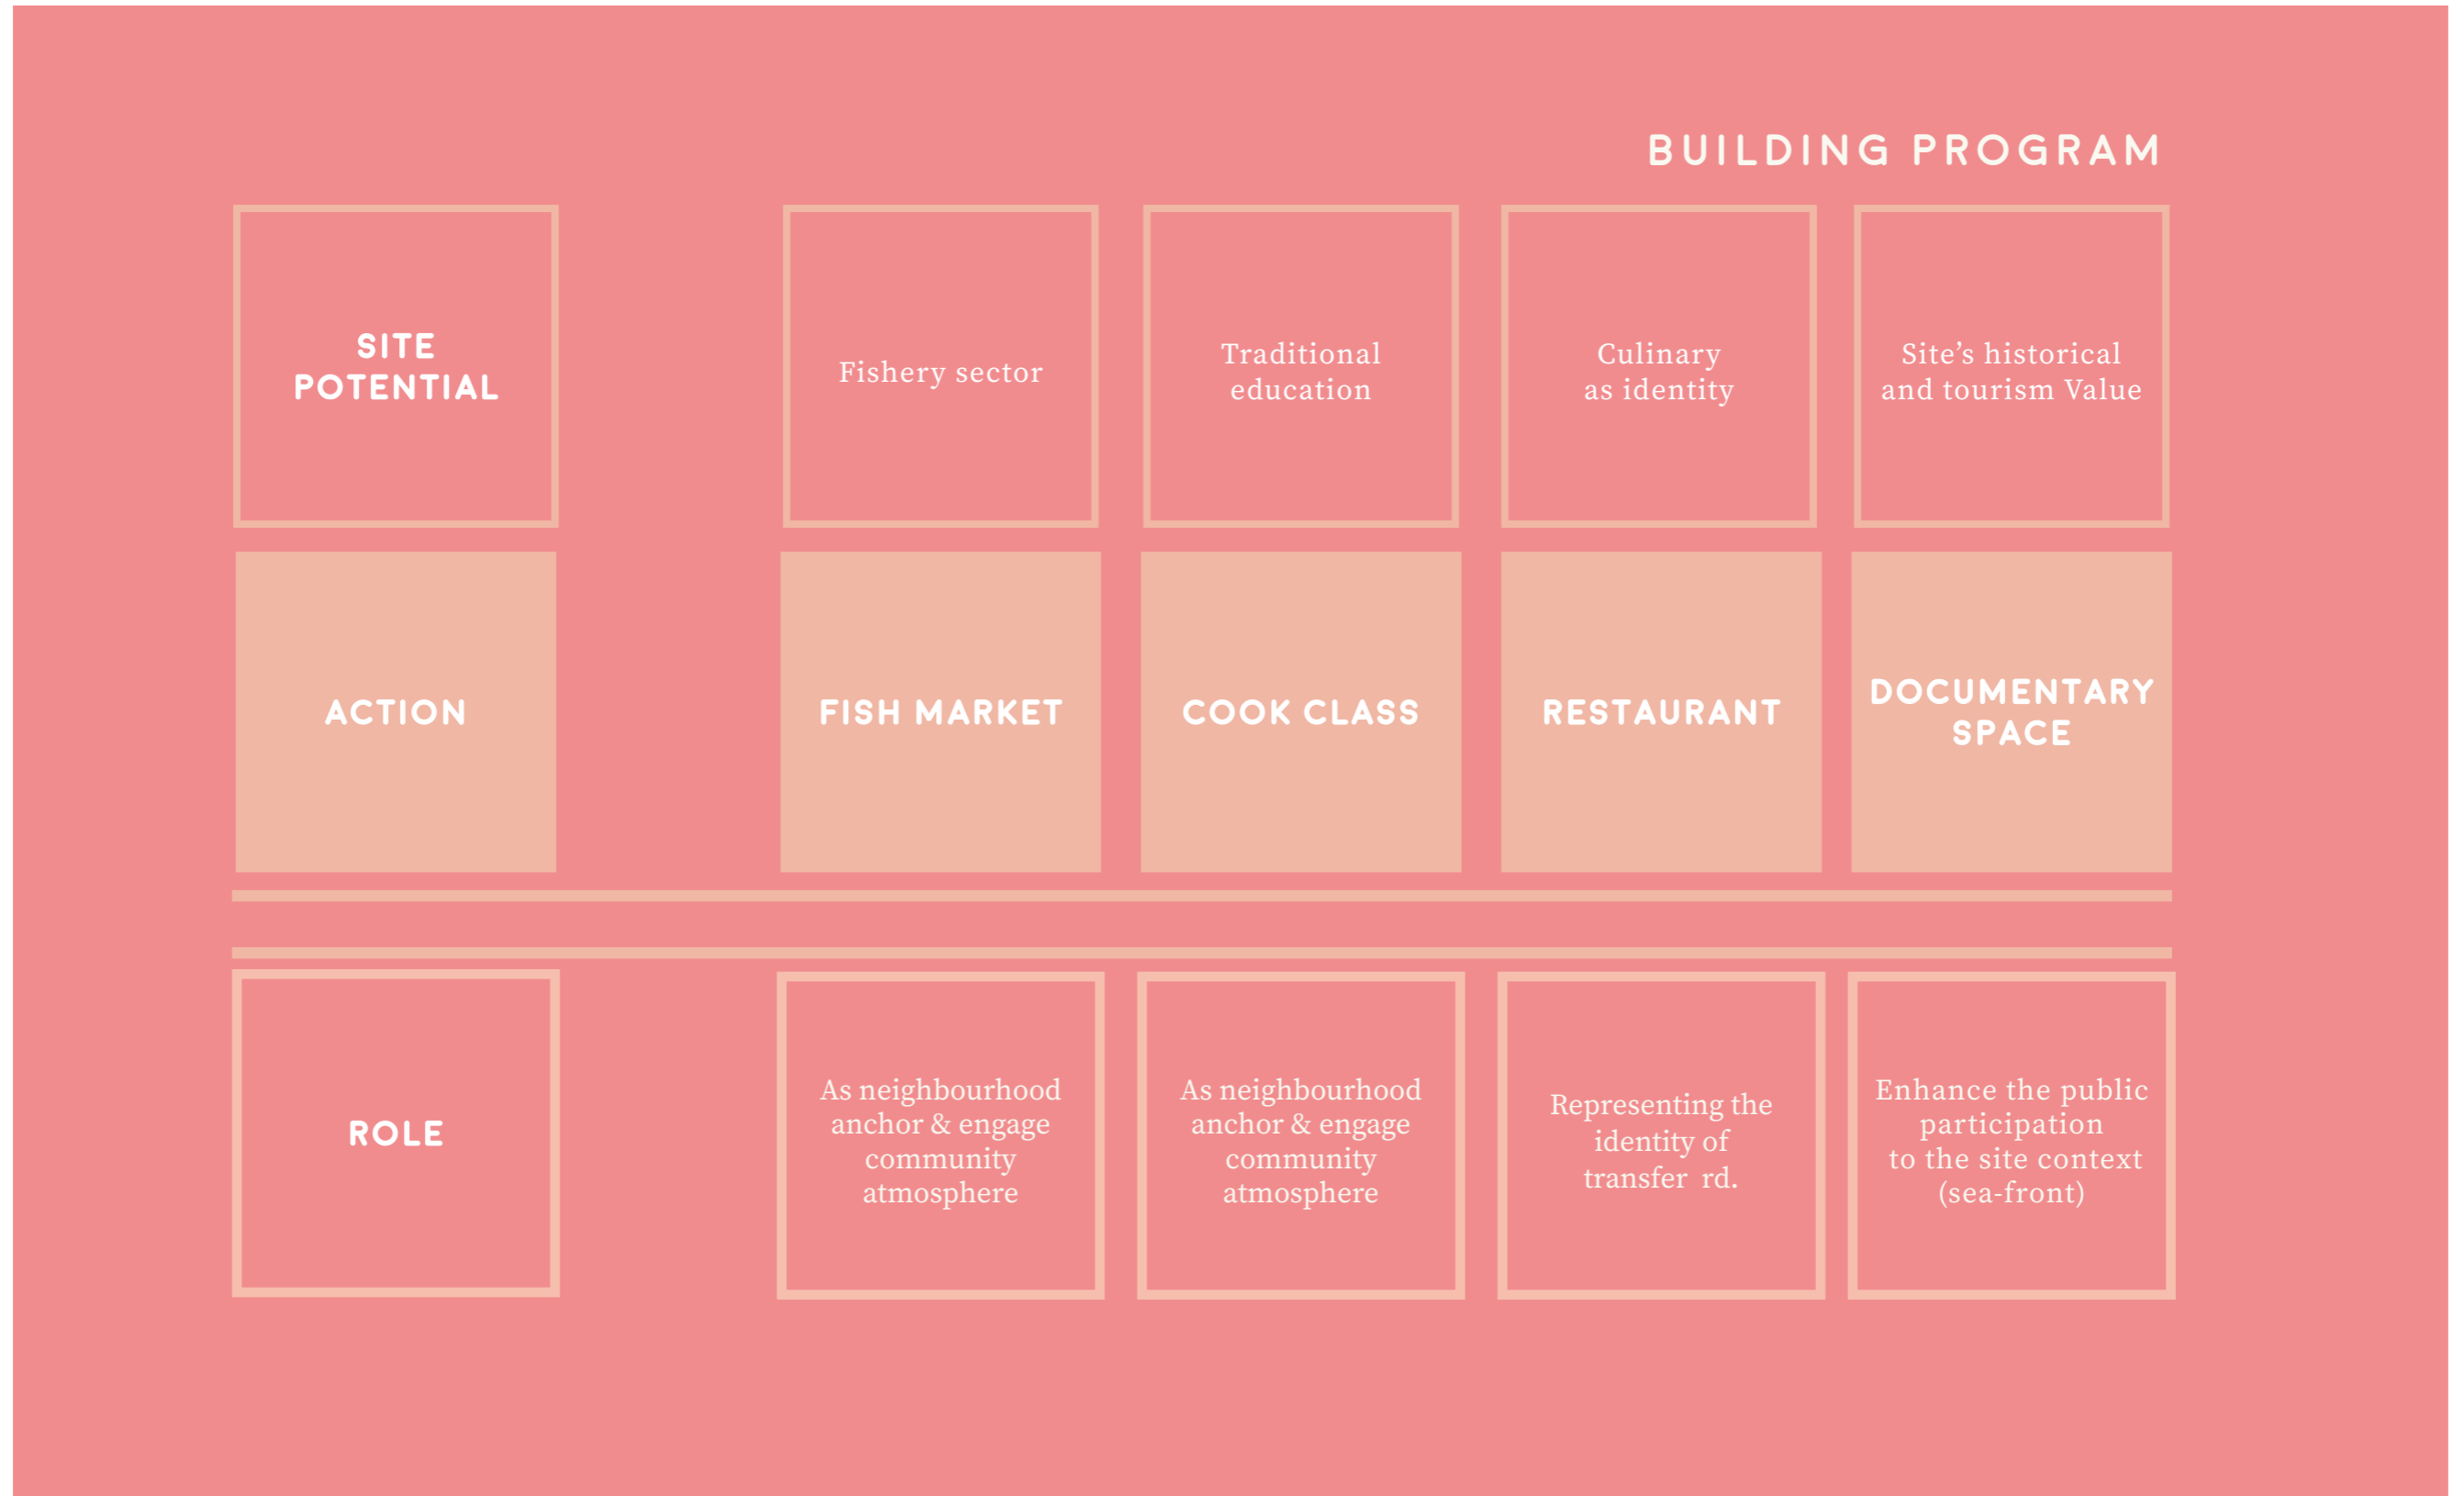 BUILDING PROGRAM
SITE
POTENTIAL
Fishery sector
Traditional
education
Culinary
as identity
Site’s historical
and tourism Value
ACTION
FISH MARKET
COOK CLASS
RESTAURANT
DOCUMENTARY
SPACE
ROLE
As neighbourhood
anchor & engage
community
atmosphere
As neighbourhood
anchor & engage
community
atmosphere
Representing the
identity of
transfer rd.
Enhance the public
participation
to the site context
(sea-front)